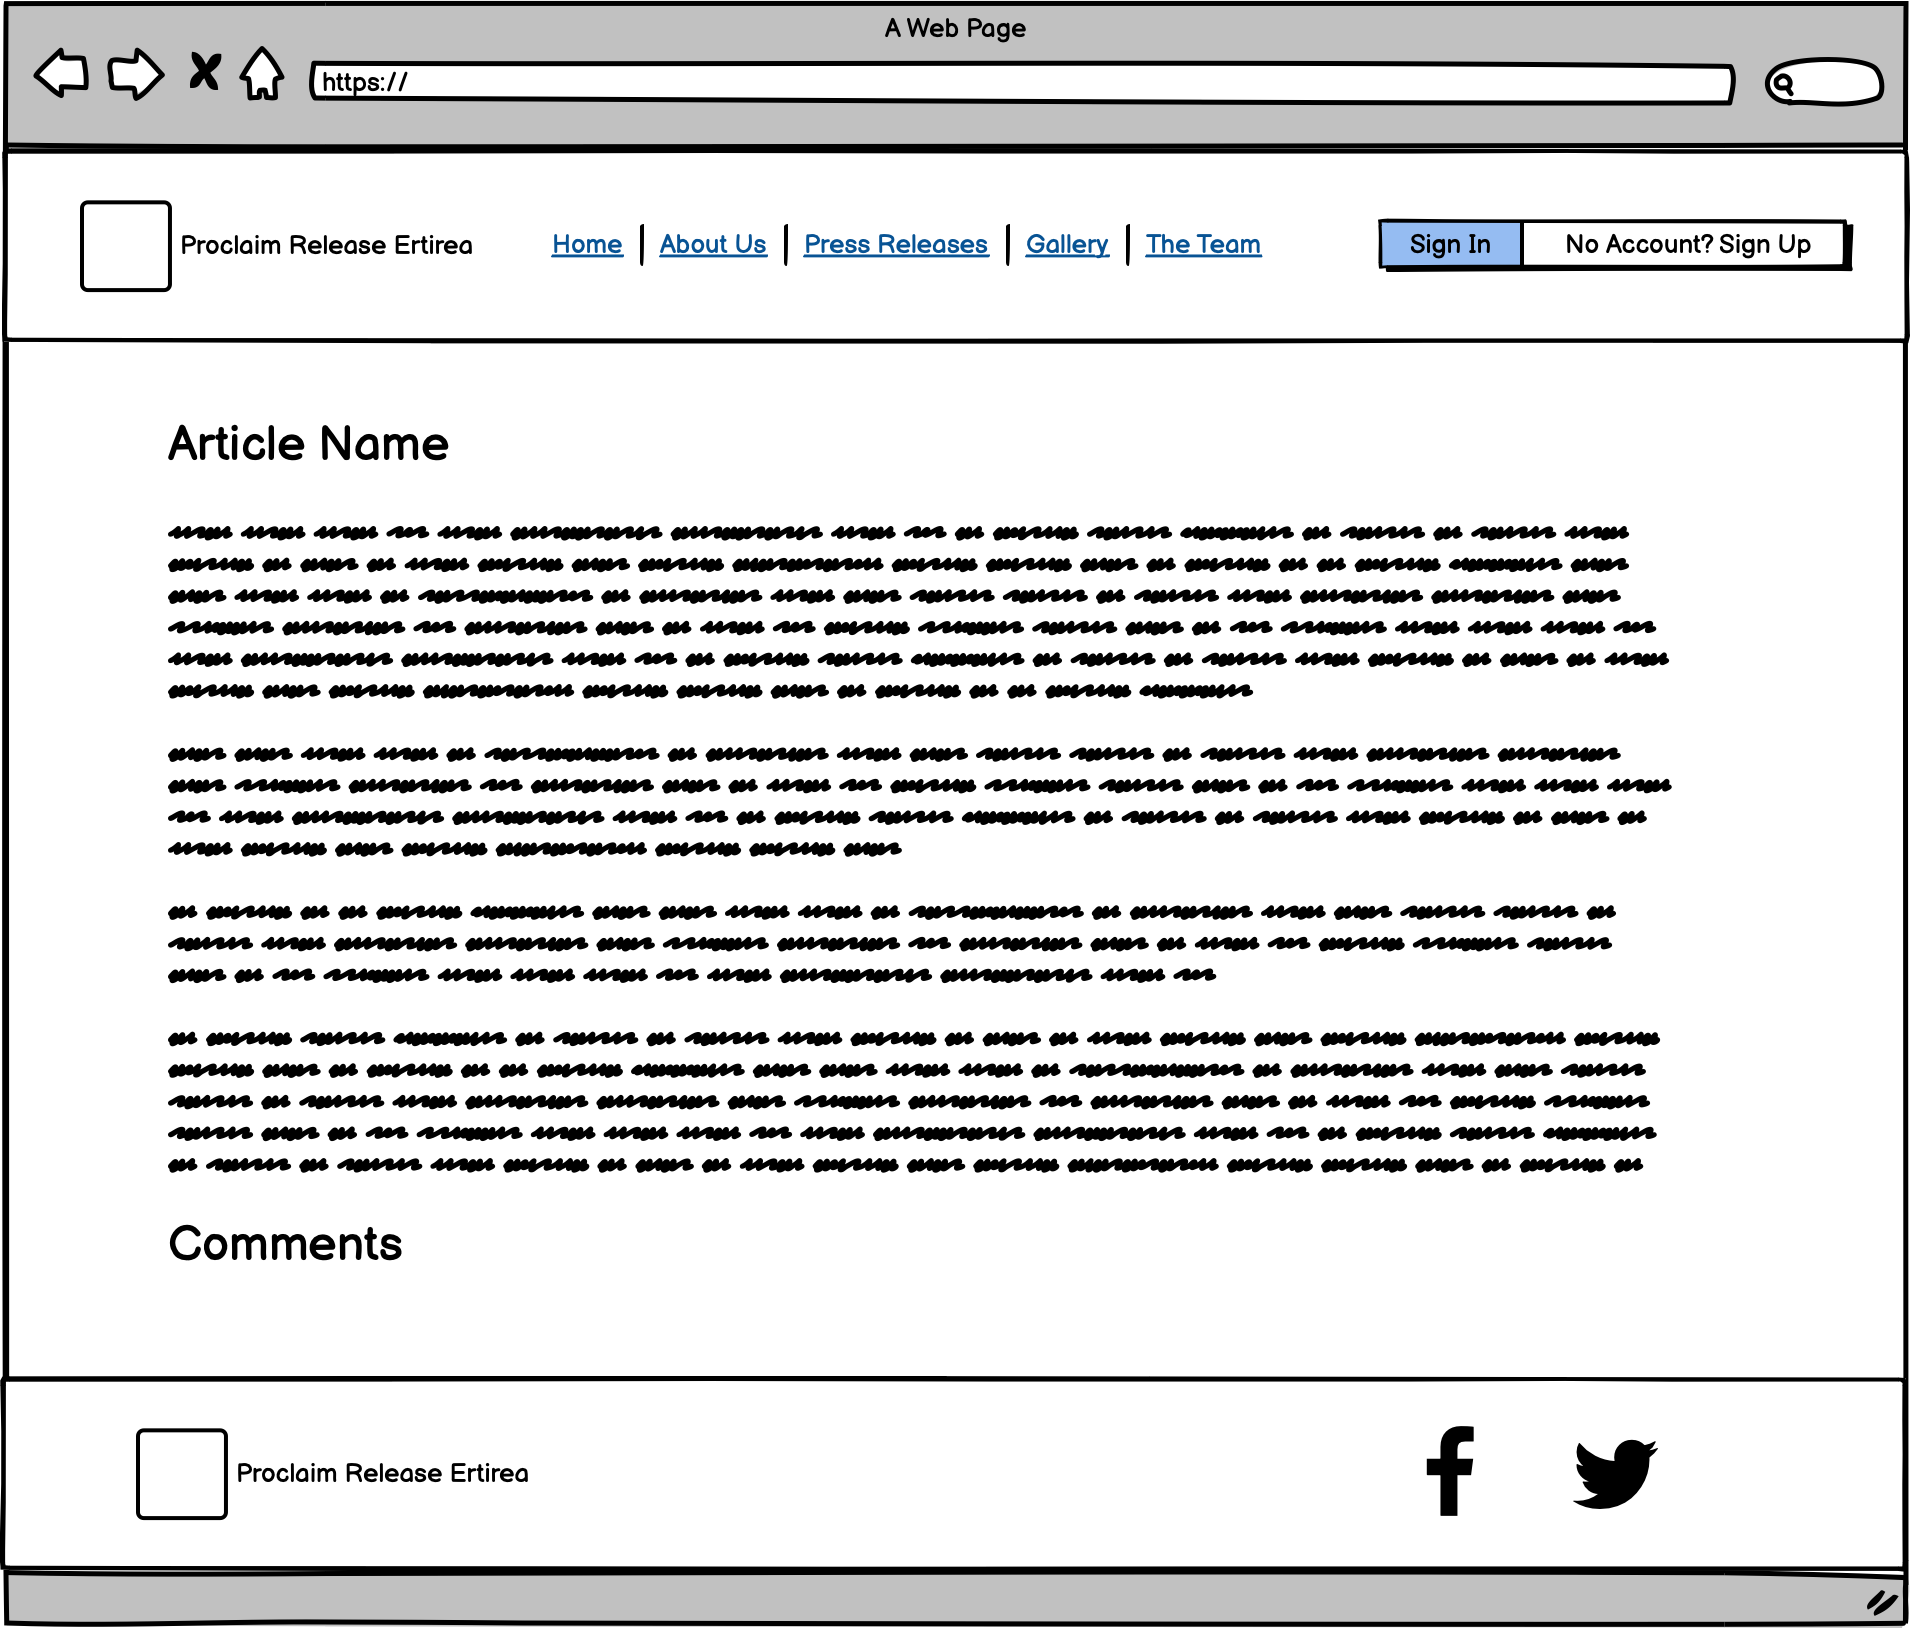 A Web Page
https://
Proclaim Release Ertirea
Home | About Us | Press Releases | Gallery | The Team
Sign In
No Account? Sign Up
Article Name
Comments
Proclaim Release Ertirea